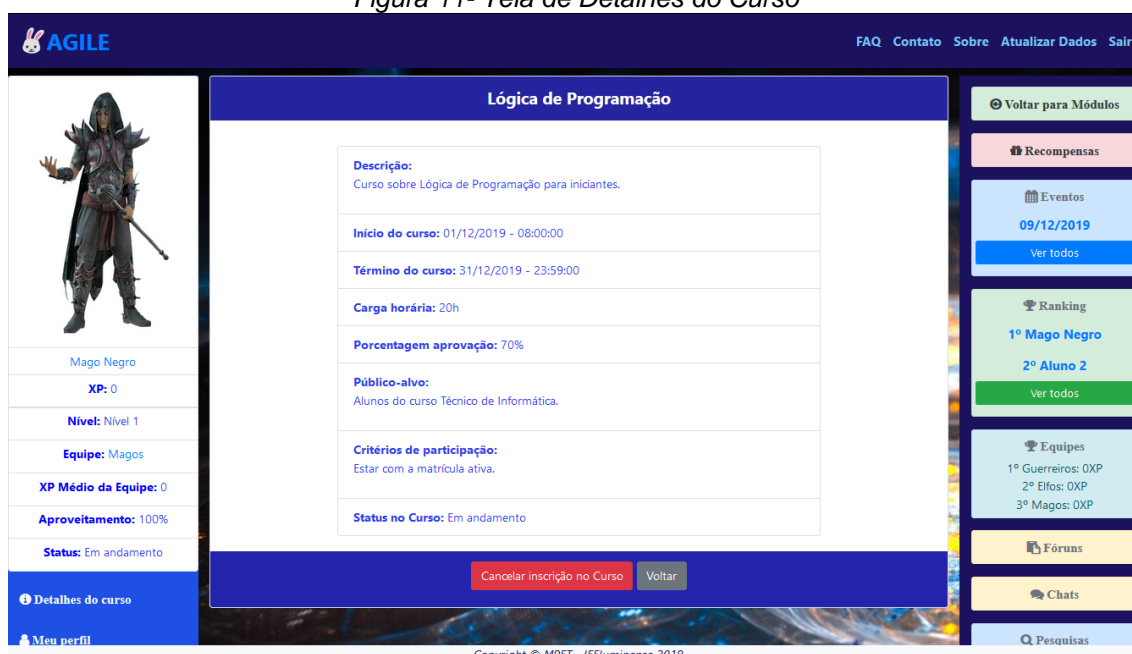 Figura 11- Tela de Detalhes do Curso
AGILE
FAQ Contato Sobre Atualizar Dados Sair
Mago Negro
XP: 0
Nível: Nível 1
Equipe: Magos
XP Médio da Equipe: 0
Aproveitamento: 100%
Status: Em andamento
Detalhes do curso
Meu perfil
Lógica de Programação
Descrição:
Curso sobre Lógica de Programação para iniciantes.
Início do curso: 01/12/2019 - 08:00:00
Término do curso: 31/12/2019 - 23:59:00
Carga horária: 20h
Porcentagem aprovação: 70%
Público-alvo:
Alunos do curso Técnico de Informática.
Critérios de participação:
Estar com a matrícula ativa.
Status no Curso: Em andamento
Cancelar inscrição no Curso Voltar
Voltar para Módulos
Recompensas
Eventos
09/12/2019
Ver todos
Ranking
1º Mago Negro
2º Aluno 2
Ver todos
Equipes
1º Guerreiros: 0XP
2º Elfos: 0XP
3º Magos: 0XP
Fóruns
Chats
Pesquisas
Copyright © MPET - IFFluminense 2019